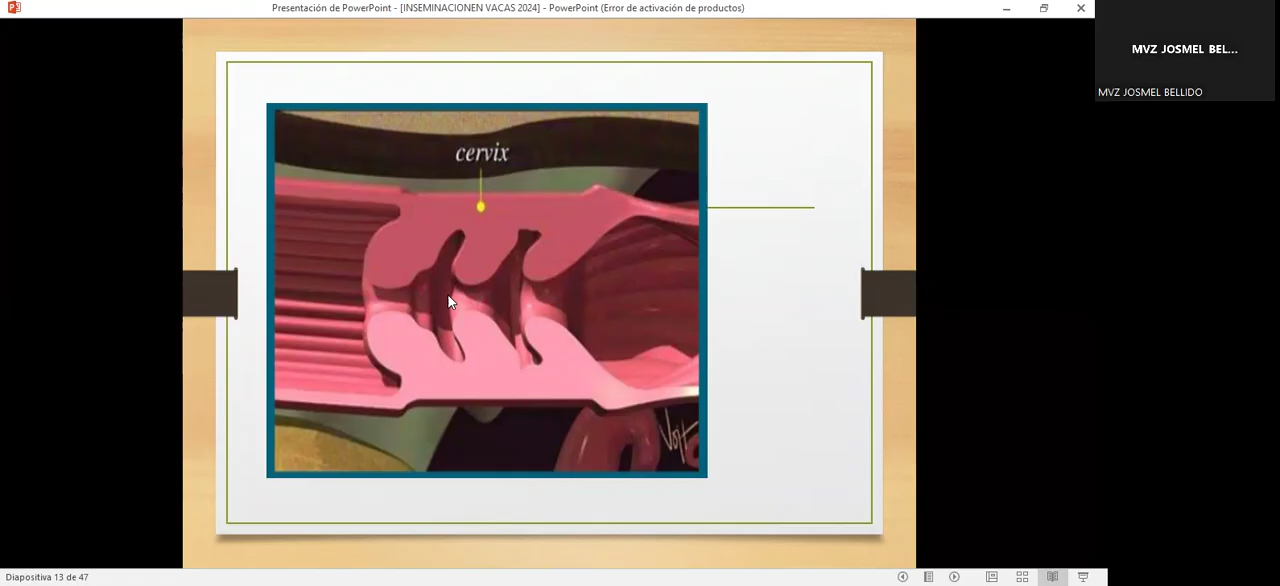 Presentación de PowerPoint - [INSEMINACIONEN VACAS 2024] - PowerPoint (Error de activación de productos)
MVZ JOSMEL BEL...
MVZ JOSMEL BELLIDO
cervix
Diapositiva 13 de 47